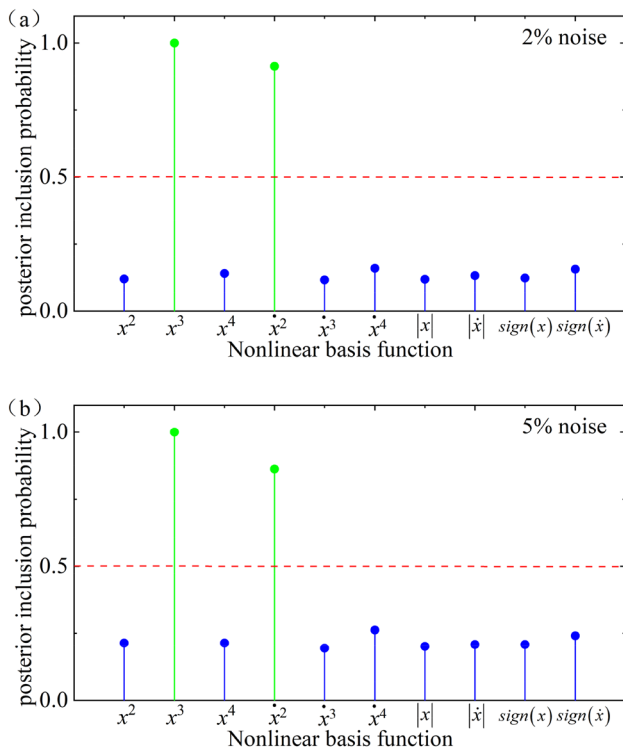 (a)
2% noise
posterior inclusion probability
1.0
0.5
0.0
x² x³ x⁴ ẋ² ẋ³ ẋ⁴ |x| |ẋ| sign(x) sign(ẋ)
Nonlinear basis function
(b)
5% noise
posterior inclusion probability
1.0
0.5
0.0
x² x³ x⁴ ẋ² ẋ³ ẋ⁴ |x| |ẋ| sign(x) sign(ẋ)
Nonlinear basis function